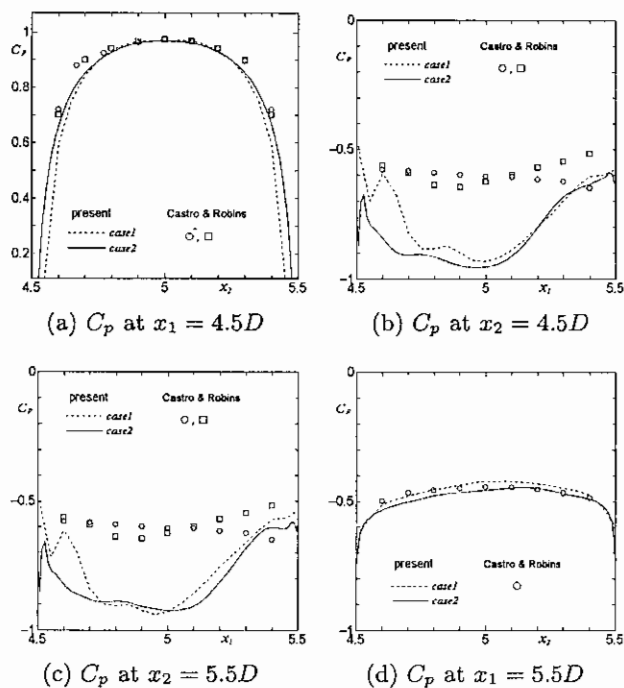 C_p
1
0.8
0.6
0.4
0.2
present
case1
case2
Castro & Robins
○, □
4.5
5
x_2
5.5
(a) C_p at x_1 = 4.5D
0
C_p
−0.5
−1
present
case1
case2
Castro & Robins
○, □
4.5
5
x_1
5.5
(b) C_p at x_2 = 4.5D
0
C_p
−0.5
−1
present
case1
case2
Castro & Robins
○, □
4.5
5
x_1
5.5
(c) C_p at x_2 = 5.5D
0
C_p
−0.5
−1
present
case1
case2
Castro & Robins
○
4.5
5
x_2
5.5
(d) C_p at x_1 = 5.5D